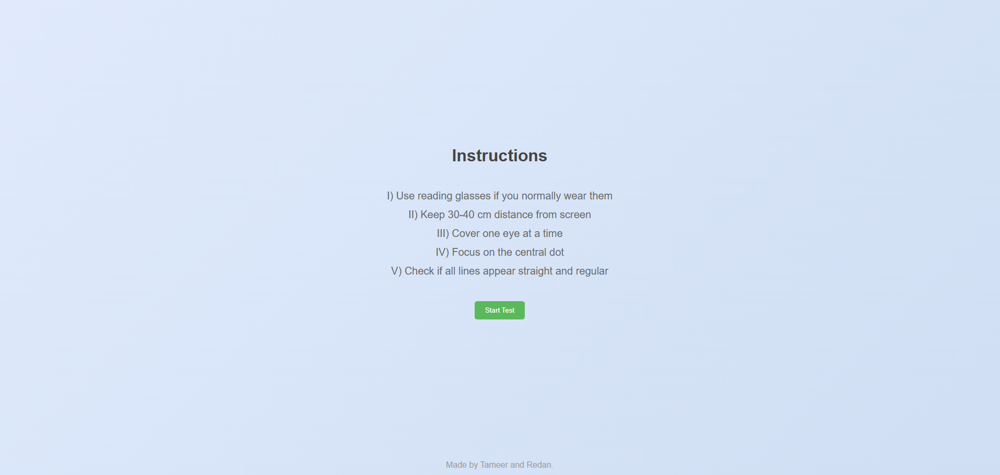 Instructions
I) Use reading glasses if you normally wear them
II) Keep 30-40 cm distance from screen
III) Cover one eye at a time
IV) Focus on the central dot
V) Check if all lines appear straight and regular
Start Test
Made by Tameer and Redan.